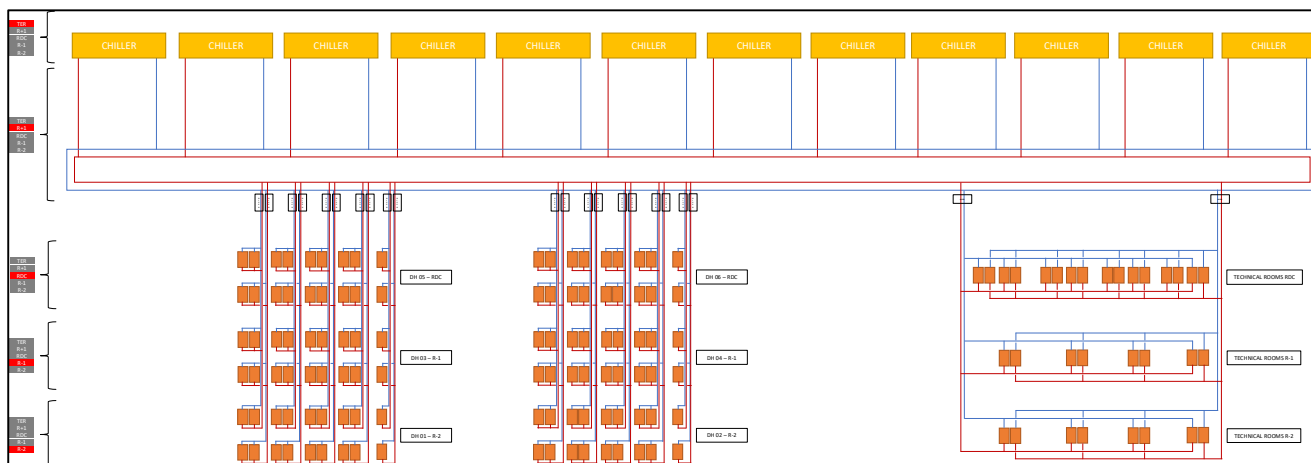 TER
R+1
RDC
R-1
R-2
CHILLER CHILLER CHILLER CHILLER CHILLER CHILLER CHILLER CHILLER CHILLER CHILLER CHILLER CHILLER
TER
R+1
RDC
R-1
R-2
TER
R+1
RDC
R-1
R-2
DH 05 – RDC DH 06 – RDC TECHNICAL ROOMS RDC
TER
R+1
RDC
R-1
R-2
DH 03 – R-1 DH 04 – R-1 TECHNICAL ROOMS R-1
TER
R+1
RDC
R-1
R-2
DH 01 – R-2 DH 02 – R-2 TECHNICAL ROOMS R-2